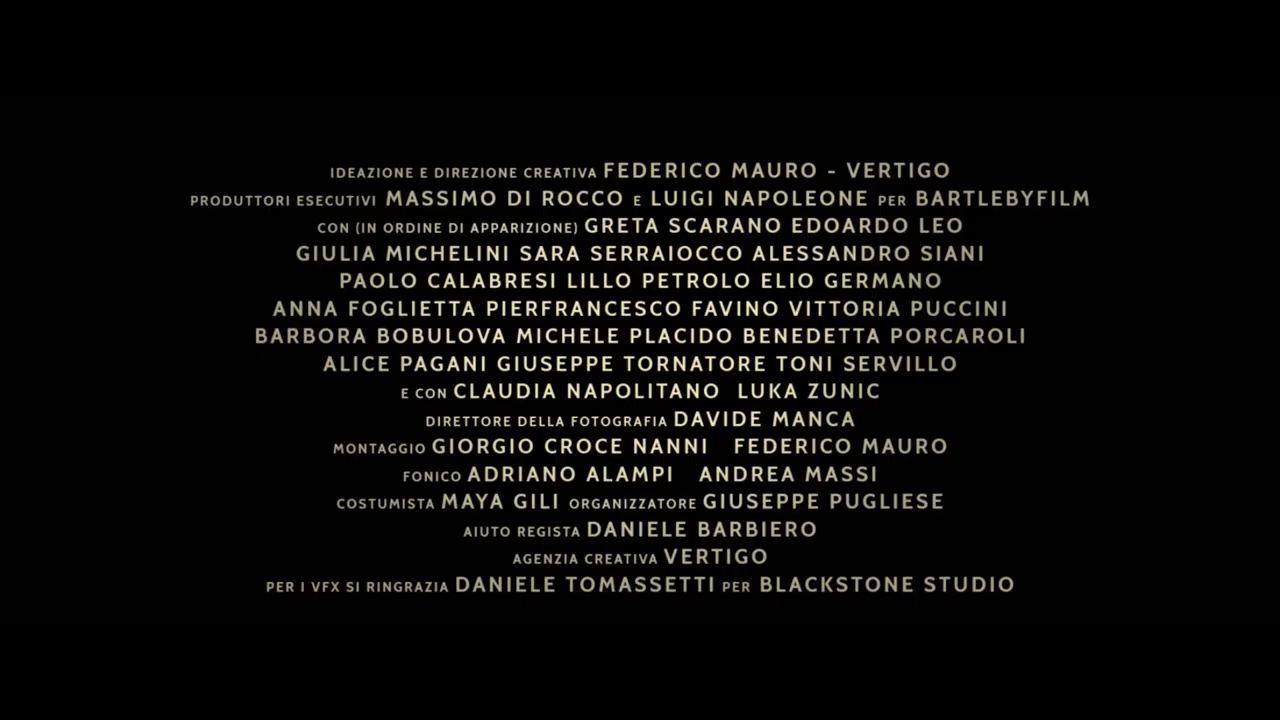 IDEAZIONE E DIREZIONE CREATIVA FEDERICO MAURO - VERTIGO
PRODUTTORI ESECUTIVI MASSIMO DI ROCCO E LUIGI NAPOLEONE PER BARTLEBYFILM
CON (IN ORDINE DI APPARIZIONE) GRETA SCARANO EDOARDO LEO
GIULIA MICHELINI SARA SERRAIOCCO ALESSANDRO SIANI
PAOLO CALABRESI LILLO PETROLO ELIO GERMANO
ANNA FOGLIETTA PIERFRANCESCO FAVINO VITTORIA PUCCINI
BARBORA BOBULOVA MICHELE PLACIDO BENEDETTA PORCAROLI
ALICE PAGANI GIUSEPPE TORNATORE TONI SERVILLO
E CON CLAUDIA NAPOLITANO LUKA ZUNIC
DIRETTORE DELLA FOTOGRAFIA DAVIDE MANCA
MONTAGGIO GIORGIO CROCE NANNI FEDERICO MAURO
FONICO ADRIANO ALAMPI ANDREA MASSI
COSTUMISTA MAYA GILI ORGANIZZATORE GIUSEPPE PUGLIESE
AIUTO REGISTA DANIELE BARBIERO
AGENZIA CREATIVA VERTIGO
PER I VFX SI RINGRAZIA DANIELE TOMASSETTI PER BLACKSTONE STUDIO